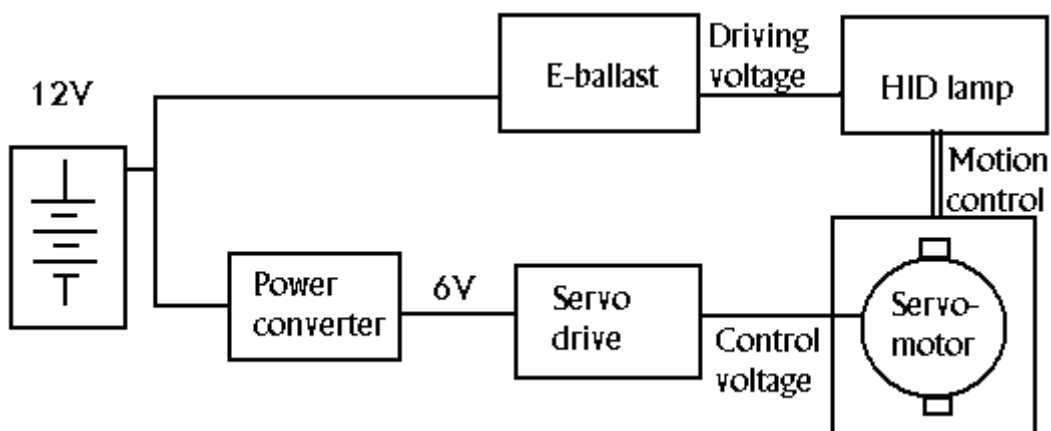 12V
E-ballast
Driving
voltage
HID lamp
Motion
control
Power
converter
6V
Servo
drive
Control
voltage
Servo-
motor